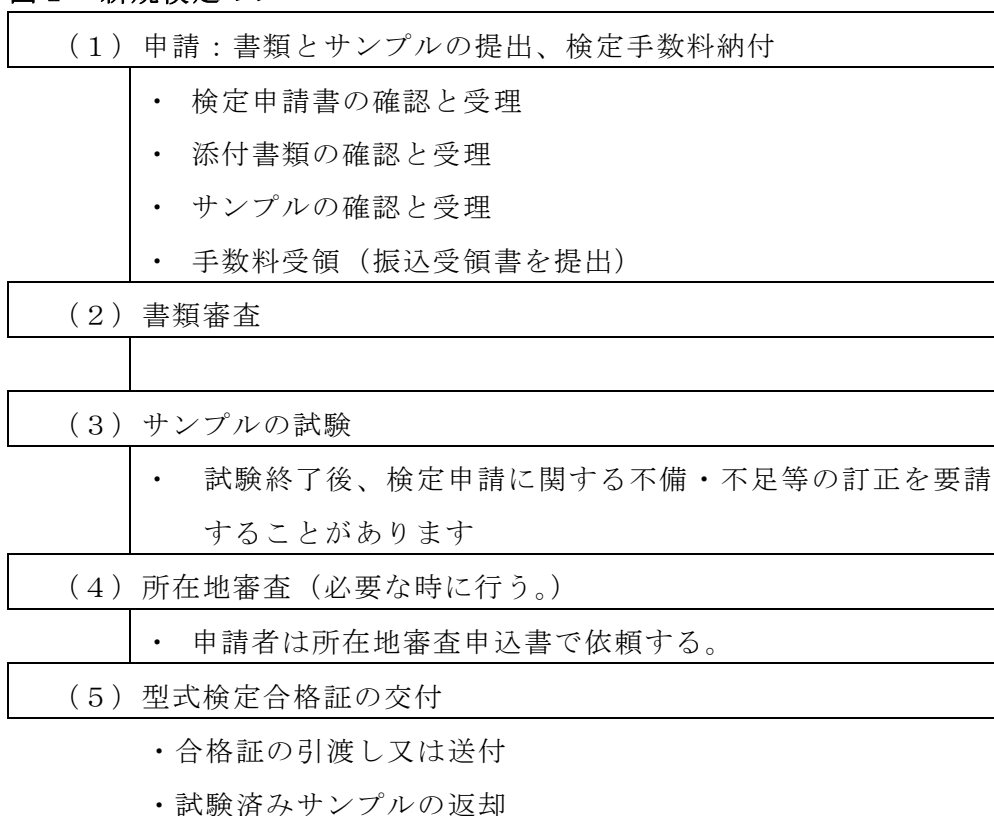 (1)申請:書類とサンプルの提出、検定手数料納付
・ 検定申請書の確認と受理
・ 添付書類の確認と受理
・ サンプルの確認と受理
・ 手数料受領(振込受領書を提出)
(2)書類審査
(3)サンプルの試験
・ 試験終了後、検定申請に関する不備・不足等の訂正を要請
することがあります
(4)所在地審査(必要な時に行う。)
・ 申請者は所在地審査申込書で依頼する。
(5)型式検定合格証の交付
・合格証の引渡し又は送付
・試験済みサンプルの返却